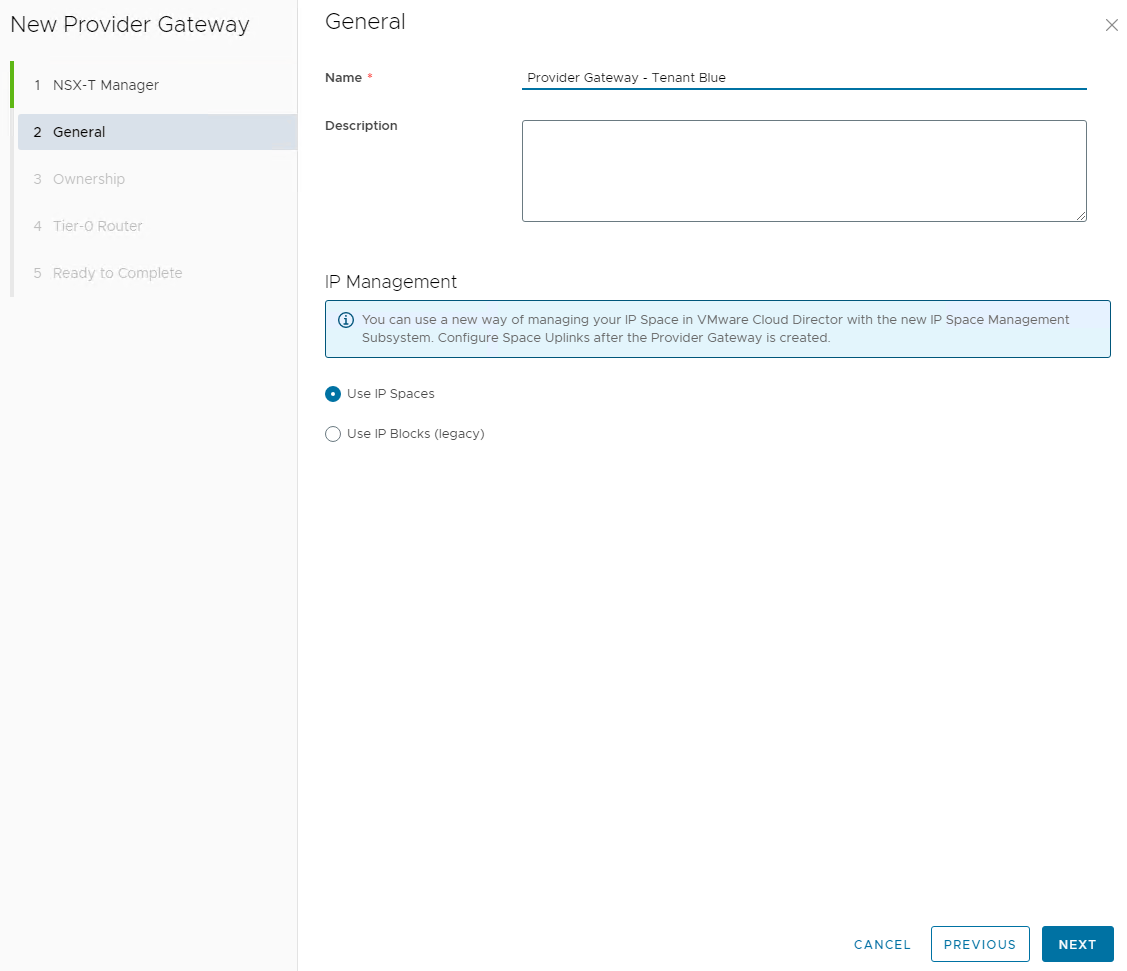 New Provider Gateway
1 NSX-T Manager
2 General
3 Ownership
4 Tier-0 Router
5 Ready to Complete
General
Name *
Provider Gateway - Tenant Blue
Description
IP Management
You can use a new way of managing your IP Space in VMware Cloud Director with the new IP Space Management
Subsystem. Configure Space Uplinks after the Provider Gateway is created.
Use IP Spaces
Use IP Blocks (legacy)
CANCEL
PREVIOUS
NEXT